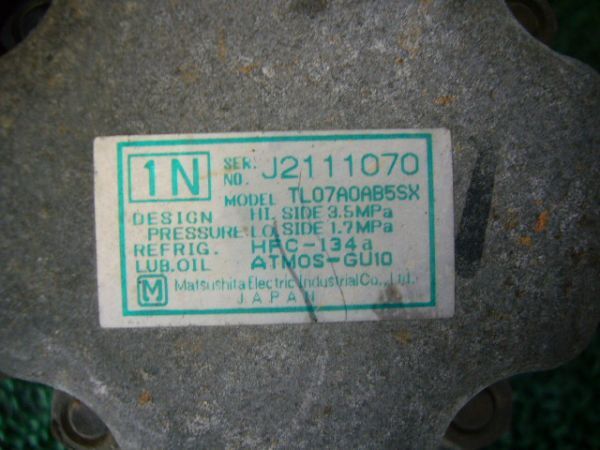 1N
SER. NO. J2111070
MODEL TL07A0AB5SX
DESIGN PRESSURE HI. SIDE 3.5MPa
LO. SIDE 1.7MPa
REFRIG. HFC-134a
LUB.OIL ATMOS-GU10
M Matsushita Electric Industrial Co., Ltd.
JAPAN